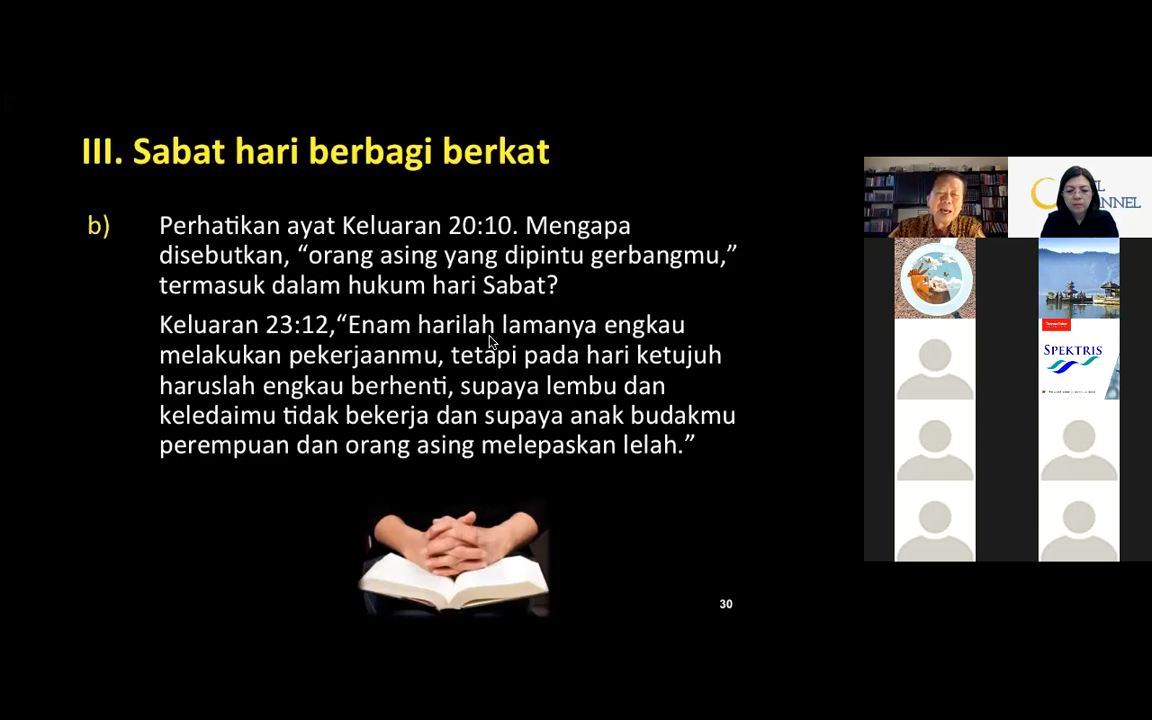 III. Sabat hari berbagi berkat
b) Perhatikan ayat Keluaran 20:10. Mengapa
disebutkan, “orang asing yang dipintu gerbangmu,”
termasuk dalam hukum hari Sabat?
Keluaran 23:12,“Enam harilah lamanya engkau
melakukan pekerjaanmu, tetapi pada hari ketujuh
haruslah engkau berhenti, supaya lembu dan
keledaimu tidak bekerja dan supaya anak budakmu
perempuan dan orang asing melepaskan lelah.”
30
SPEKTRIS